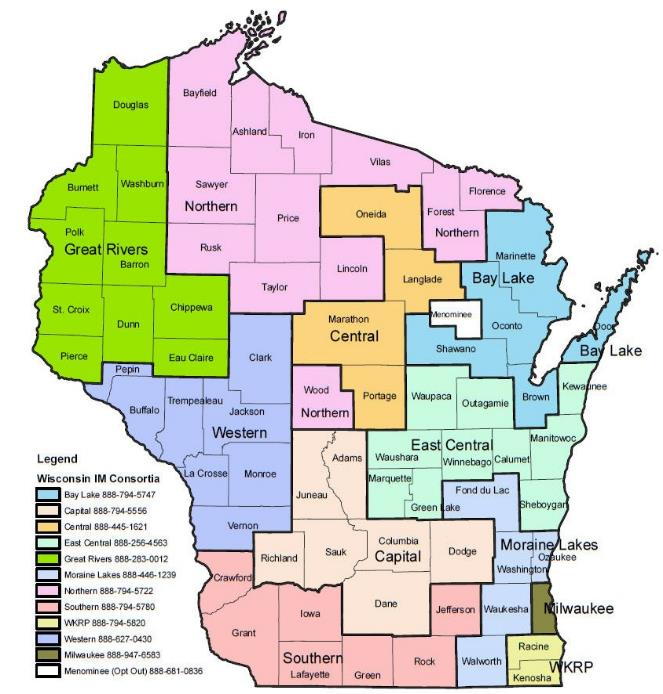 Douglas
Bayfield
Ashland
Iron
Vilas
Burnett
Washburn
Sawyer
Northern
Price
Oneida
Forest
Florence
Northern
Polk
Great Rivers
Barron
Rusk
Lincoln
Langlade
Marinette
Bay Lake
Taylor
St. Croix
Dunn
Chippewa
Marathon
Central
Menominee
Oconto
Door
Bay Lake
Pierce
Eau Claire
Clark
Shawano
Pepin
Buffalo
Trempealeau
Jackson
Western
Wood
Northern
Portage
Waupaca
Outagamie
Brown
Kewaunee
La Crosse
Monroe
Adams
Juneau
East Central
Waushara
Winnebago
Calumet
Manitowoc
Marquette
Green Lake
Fond du Lac
Sheboygan
Vernon
Richland
Sauk
Columbia
Capital
Dodge
Moraine Lakes
Ozaukee
Washington
Crawford
Iowa
Dane
Jefferson
Waukesha
Milwaukee
Grant
Southern
Lafayette
Green
Rock
Walworth
Racine
WKRP
Kenosha
Legend
Wisconsin IM Consortia
Bay Lake 888-794-5747
Capital 888-794-5556
Central 888-445-1621
East Central 888-256-4563
Great Rivers 888-283-0012
Moraine Lakes 888-446-1239
Northern 888-794-5722
Southern 888-794-5780
WKRP 888-794-5820
Western 888-627-0430
Milwaukee 888-947-6583
Menominee (Opt Out) 888-681-0836